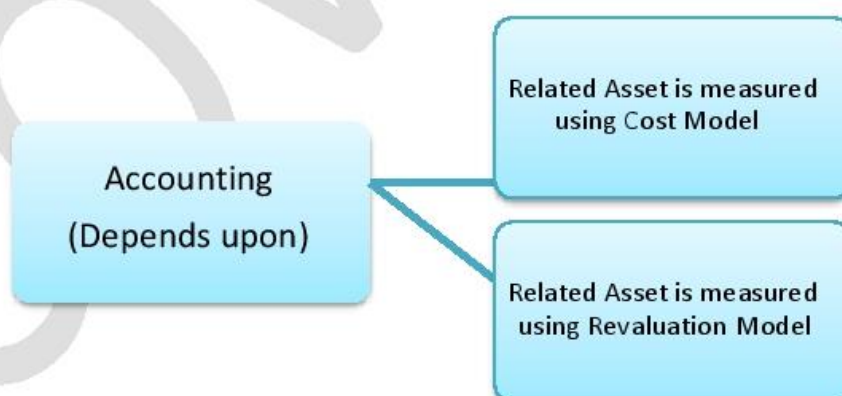 Accounting
(Depends upon)
Related Asset is measured
using Cost Model
Related Asset is measured
using Revaluation Model